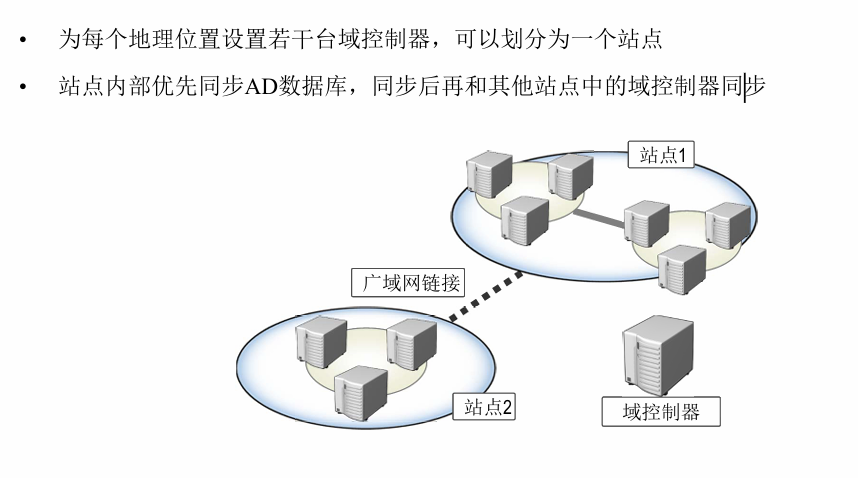 • 为每个地理位置设置若干台域控制器，可以划分为一个站点
• 站点内部优先同步AD数据库，同步后再和其他站点中的域控制器同步
站点1
广域网链接
站点2
域控制器